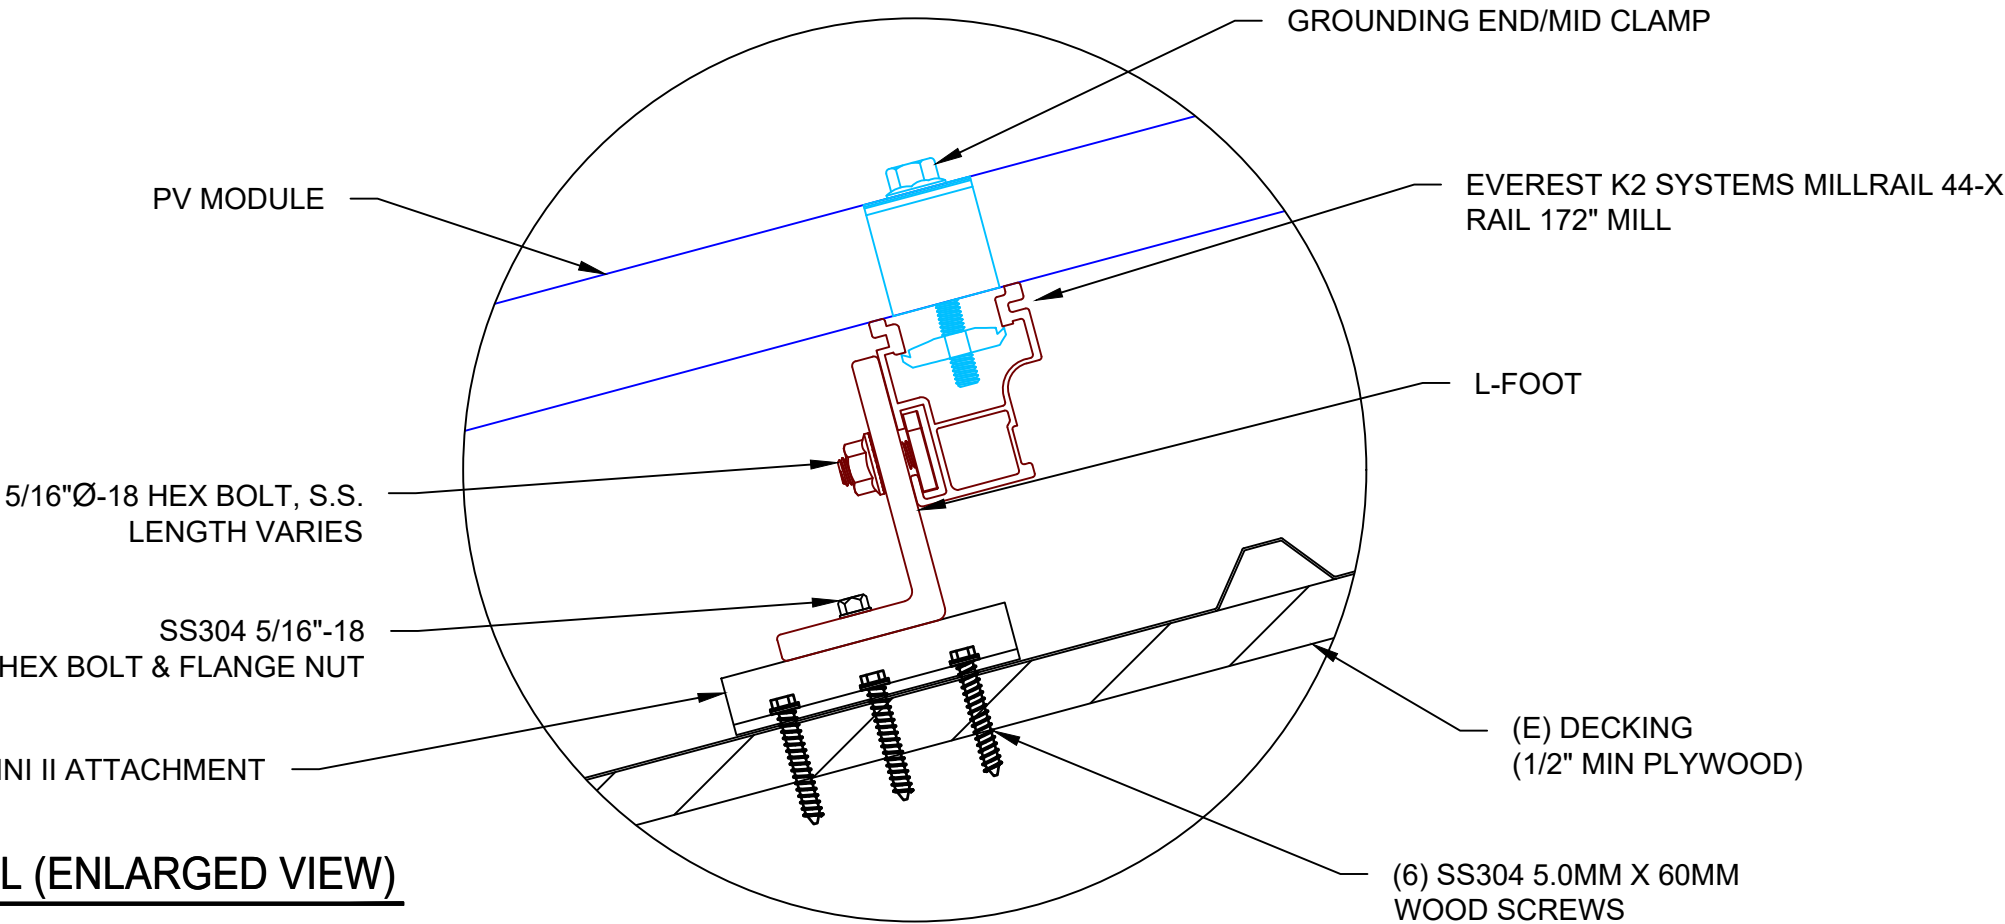 GROUNDING END/MID CLAMP
PV MODULE
EVEREST K2 SYSTEMS MILLRAIL 44-X
RAIL 172" MILL
L-FOOT
5/16"Ø-18 HEX BOLT, S.S.
LENGTH VARIES
SS304 5/16"-18
HEX BOLT & FLANGE NUT
II ATTACHMENT
(E) DECKING
(1/2" MIN PLYWOOD)
(ENLARGED VIEW)
(6) SS304 5.0MM X 60MM
WOOD SCREWS